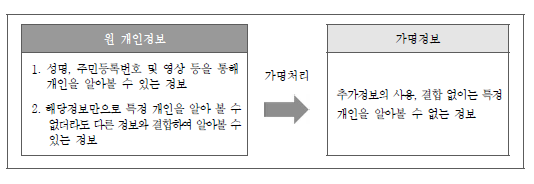 원 개인정보
1. 성명, 주민등록번호 및 영상 등을 통해
개인을 알아볼 수 있는 정보
2. 해당정보만으로 특정 개인을 알아 볼 수
없더라도 다른 정보와 결합하여 알아볼 수
있는 정보
가명처리
가명정보
추가정보의 사용, 결합 없이는 특정
개인을 알아볼 수 없는 정보